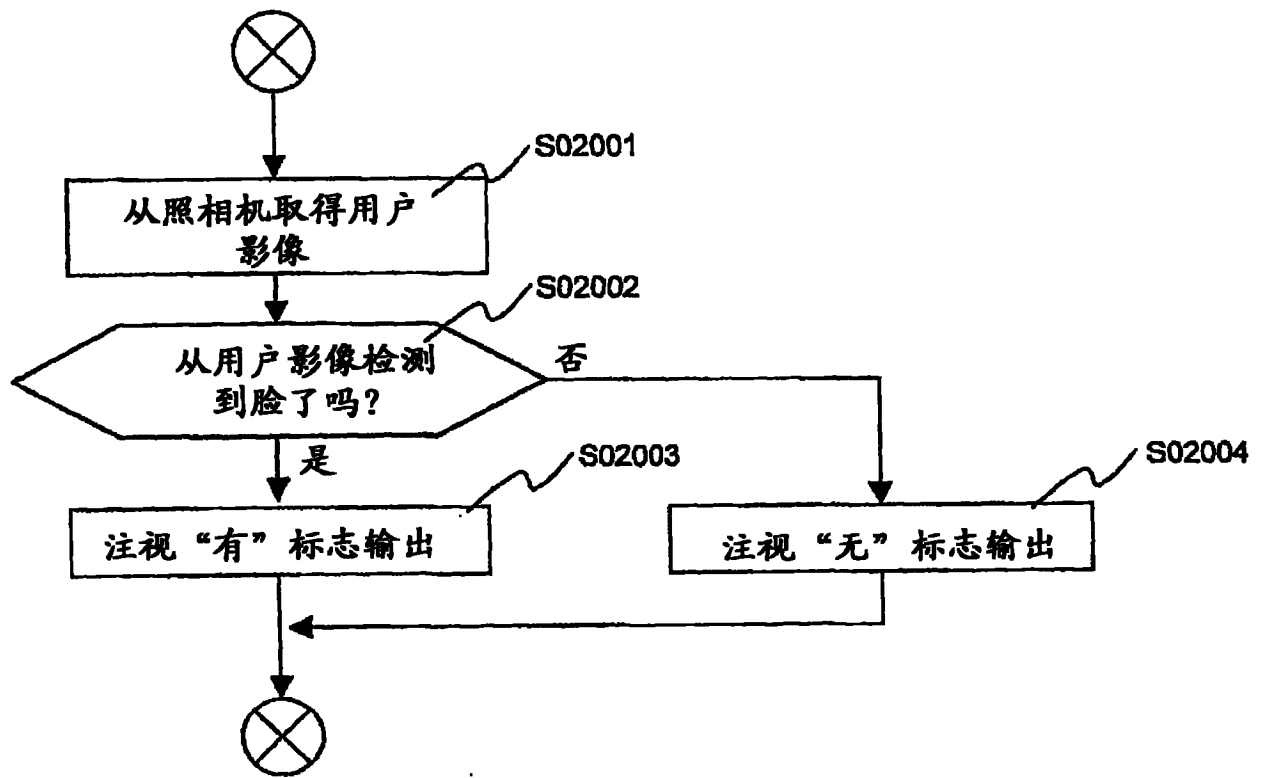 S02001
从照相机取得用户
影像
S02002
从用户影像检测
到脸了吗？
否
是
S02003
注视“有”标志输出
S02004
注视“无”标志输出